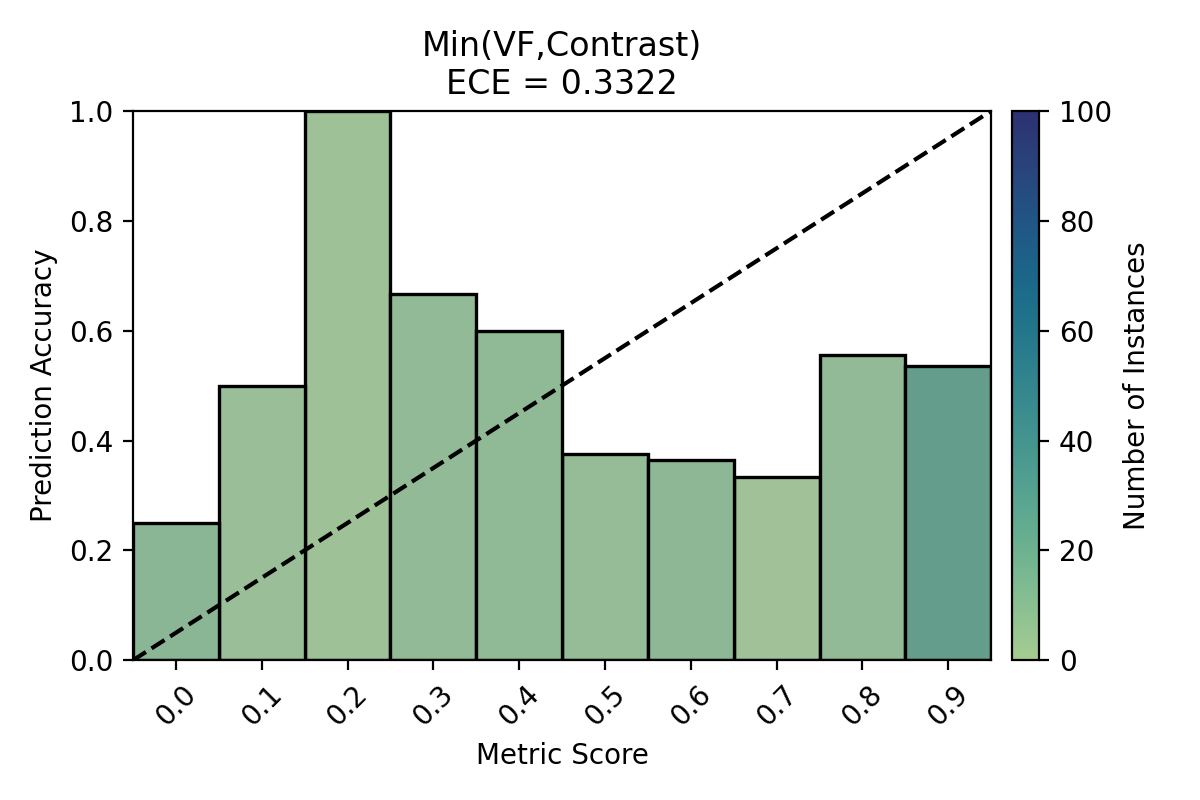 Min(VF,Contrast)
ECE = 0.3322
Prediction Accuracy
1.0
0.8
0.6
0.4
0.2
0.0
0.0 0.1 0.2 0.3 0.4 0.5 0.6 0.7 0.8 0.9
Metric Score
100
80
60
40
20
0
Number of Instances